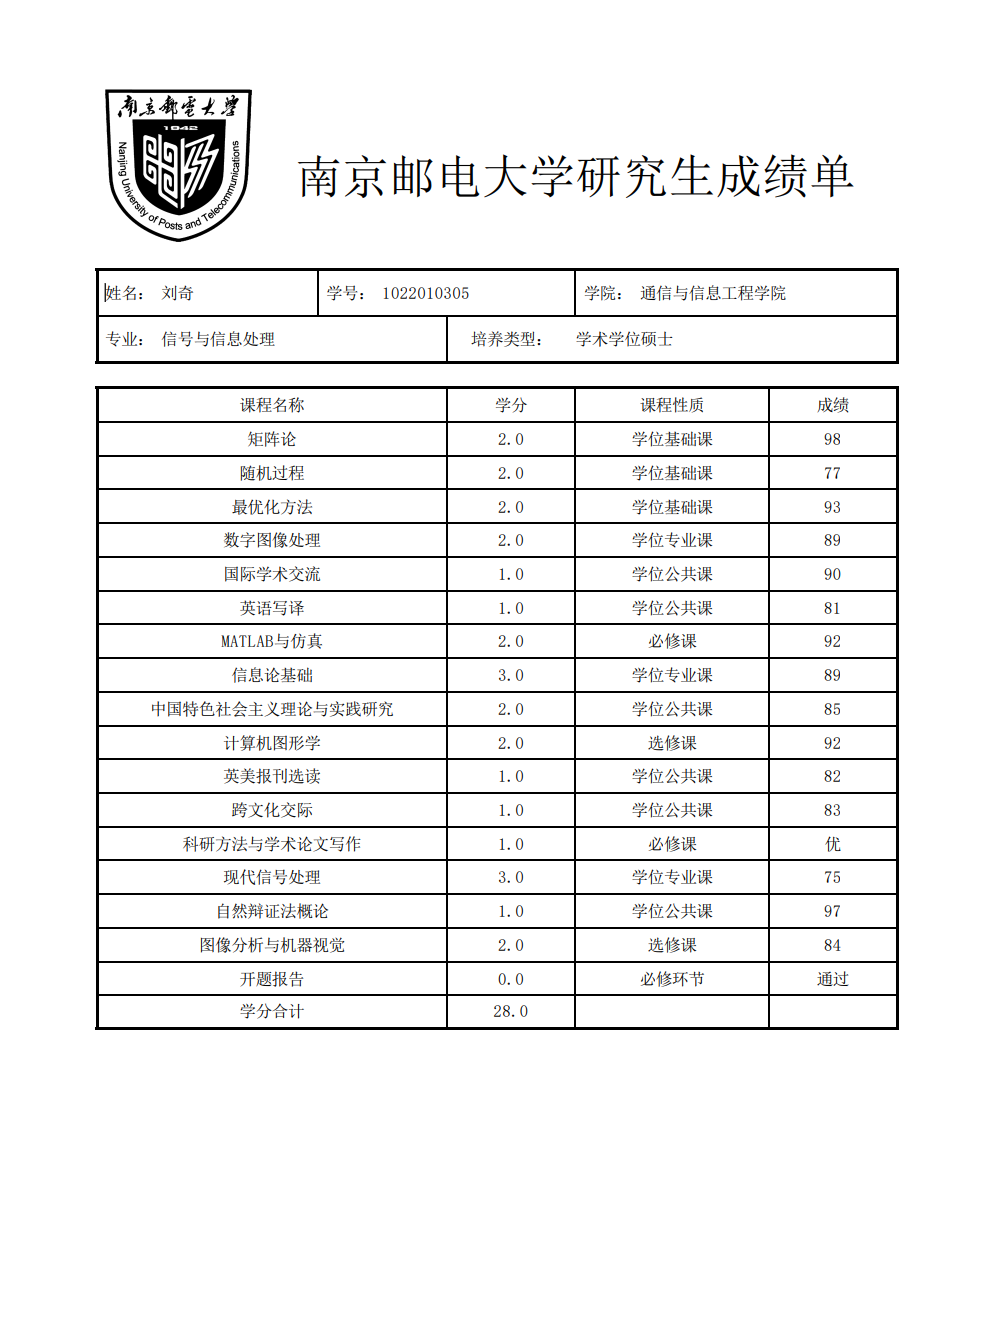 南京邮电大学
1942
Nanjing University of Posts and Telecommunications
南京邮电大学研究生成绩单
姓名： 刘奇 学号： 1022010305 学院： 通信与信息工程学院
专业： 信号与信息处理 培养类型： 学术学位硕士
课程名称 学分 课程性质 成绩
矩阵论 2.0 学位基础课 98
随机过程 2.0 学位基础课 77
最优化方法 2.0 学位基础课 93
数字图像处理 2.0 学位专业课 89
国际学术交流 1.0 学位公共课 90
英语写译 1.0 学位公共课 81
MATLAB与仿真 2.0 必修课 92
信息论基础 3.0 学位专业课 89
中国特色社会主义理论与实践研究 2.0 学位公共课 85
计算机图形学 2.0 选修课 92
英美报刊选读 1.0 学位公共课 82
跨文化交际 1.0 学位公共课 83
科研方法与学术论文写作 1.0 必修课 优
现代信号处理 3.0 学位专业课 75
自然辩证法概论 1.0 学位公共课 97
图像分析与机器视觉 2.0 选修课 84
开题报告 0.0 必修环节 通过
学分合计 28.0